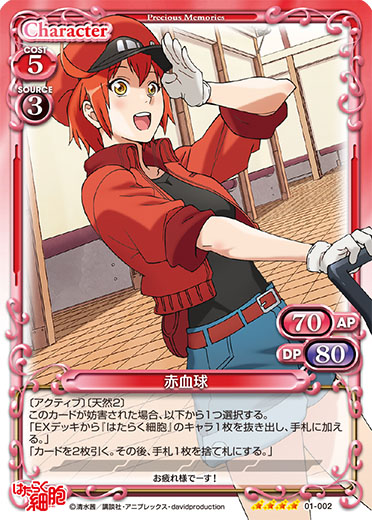 Precious Memories
Character
COST
5
SOURCE
3
70 AP
DP 80
赤血球
［アクティブ］〔天然2〕
このカードが妨害された場合、以下から1つ選択する。
「EXデッキから『はたらく細胞』のキャラ1枚を抜き出し、手札に加
える。」
「カードを2枚引く。その後、手札1枚を捨て札にする。」
お疲れ様でーす！
はたらく
細胞
©清水茜／講談社・アニプレックス・davidproduction
01-002